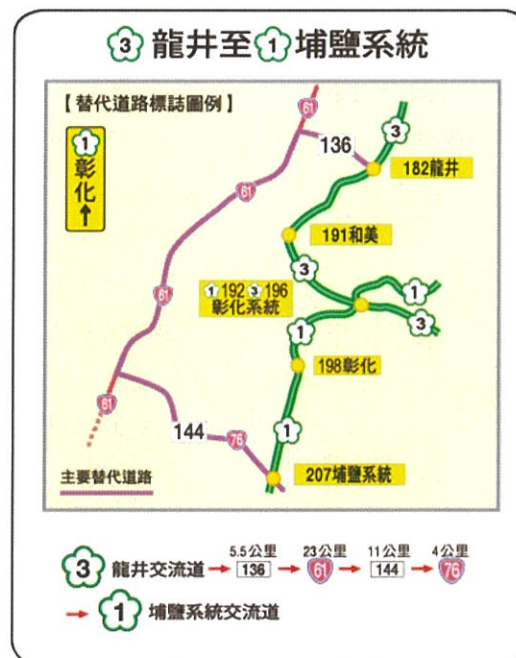 3 龍井至 1 埔鹽系統
【替代道路標誌圖例】
1
彰化
↑
61
3
136
182龍井
61
191和美
3
61
1 192 3 196
彰化系統
1
1
3
198彰化
61
144
76
1
207埔鹽系統
主要替代道路
5.5公里 23公里 11公里 4公里
3 龍井交流道 → 136 → 61 → 144 → 76
→ 1 埔鹽系統交流道